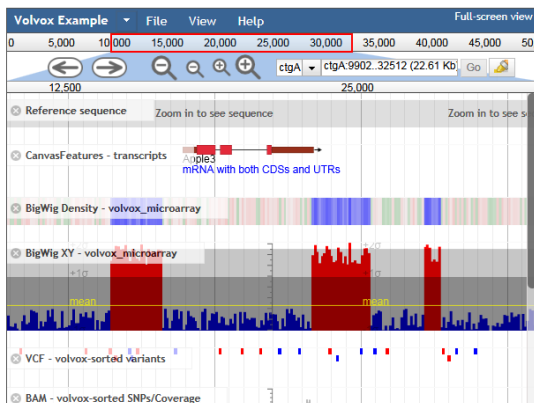 Volvox Example File View Help Full-screen view
0 5,000 10,000 15,000 20,000 25,000 30,000 35,000 40,000 45,000 50
ctgA ctgA:9902..32512 (22.61 Kb) Go
12,500 25,000
Reference sequence Zoom in to see sequence Zoom in to see s
CanvasFeatures - transcripts
Apple3
mRNA with both CDSs and UTRs
BigWig Density - volvox_microarray
BigWig XY - volvox_microarray +2σ
+1σ +1σ
mean mean
VCF - volvox-sorted variants
BAM - volvox-sorted SNPs/Coverage